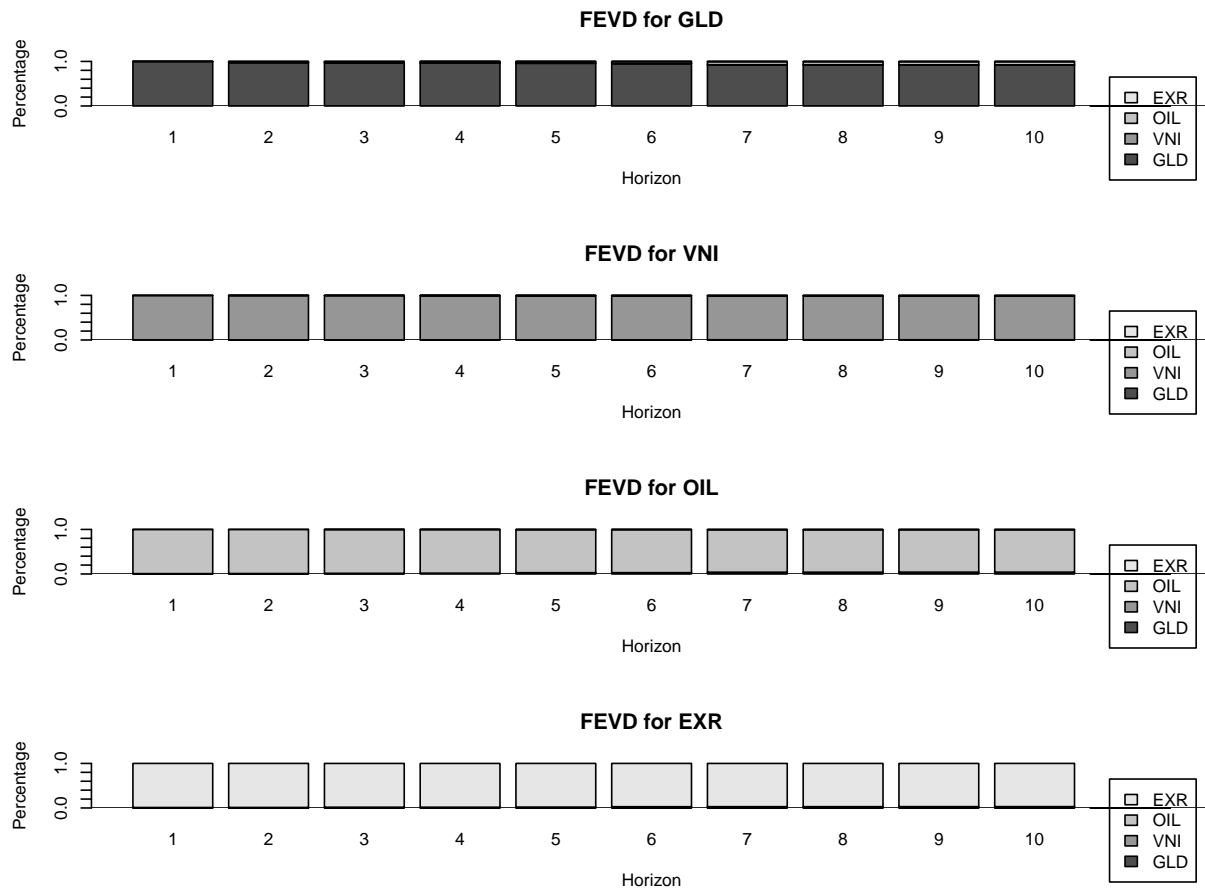 FEVD for GLD
Percentage
0.0 1.0
1 2 3 4 5 6 7 8 9 10
Horizon
EXR
OIL
VNI
GLD
FEVD for VNI
Percentage
0.0 1.0
1 2 3 4 5 6 7 8 9 10
Horizon
EXR
OIL
VNI
GLD
FEVD for OIL
Percentage
0.0 1.0
1 2 3 4 5 6 7 8 9 10
Horizon
EXR
OIL
VNI
GLD
FEVD for EXR
Percentage
0.0 1.0
1 2 3 4 5 6 7 8 9 10
Horizon
EXR
OIL
VNI
GLD